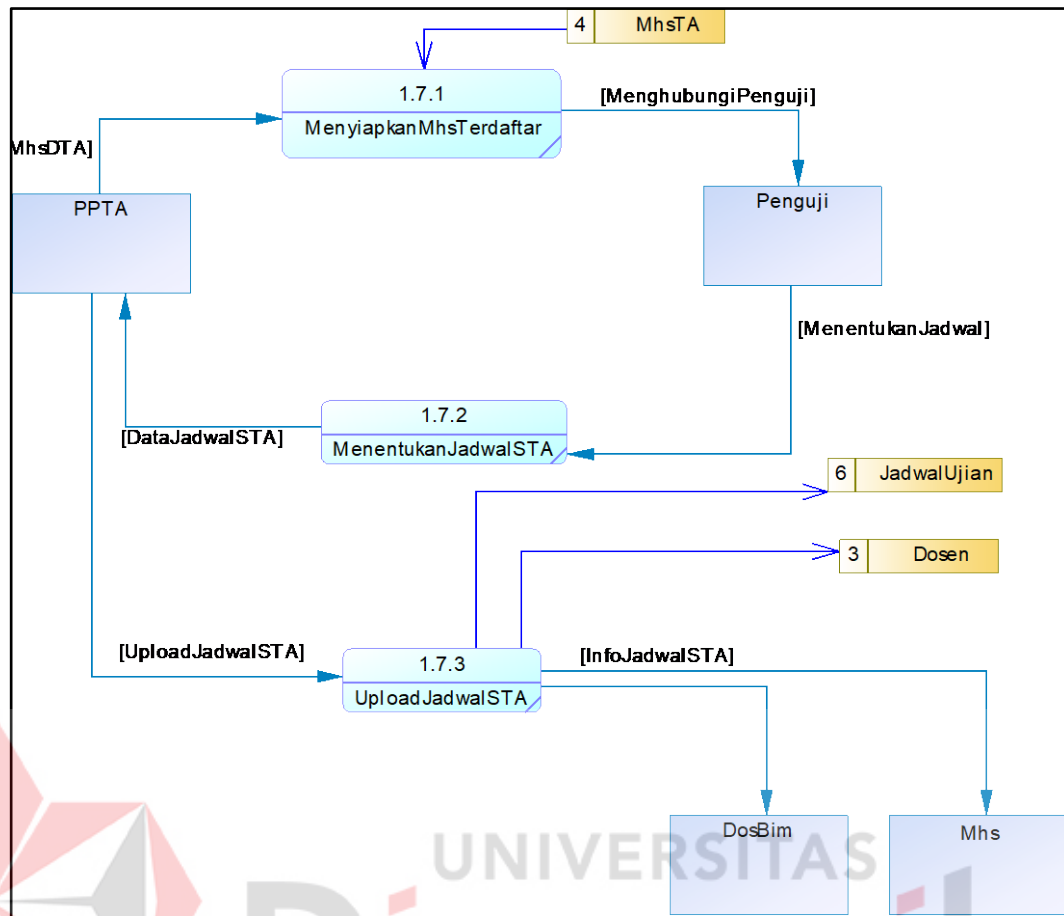 4 MhsTA
1.7.1
MenyiapkanMhsTerdaftar
[MenghubungiPenguji]
MhsDTA]
PPTA
Penguji
[MenentukanJadwal]
1.7.2
MenentukanJadwalSTA
[DataJadwalSTA]
6 JadwalUjian
3 Dosen
[UploadJadwalSTA]
1.7.3
UploadJadwalSTA
[InfoJadwalSTA]
DosBim
Mhs
UNIVERSITAS